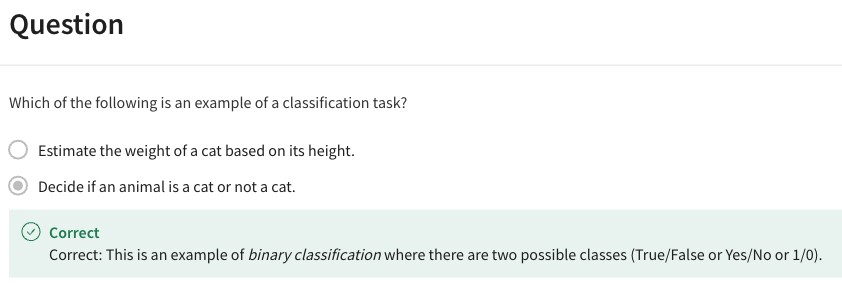 Question
Which of the following is an example of a classification task?
Estimate the weight of a cat based on its height.
Decide if an animal is a cat or not a cat.
Correct
Correct: This is an example of binary classification where there are two possible classes (True/False or Yes/No or 1/0).